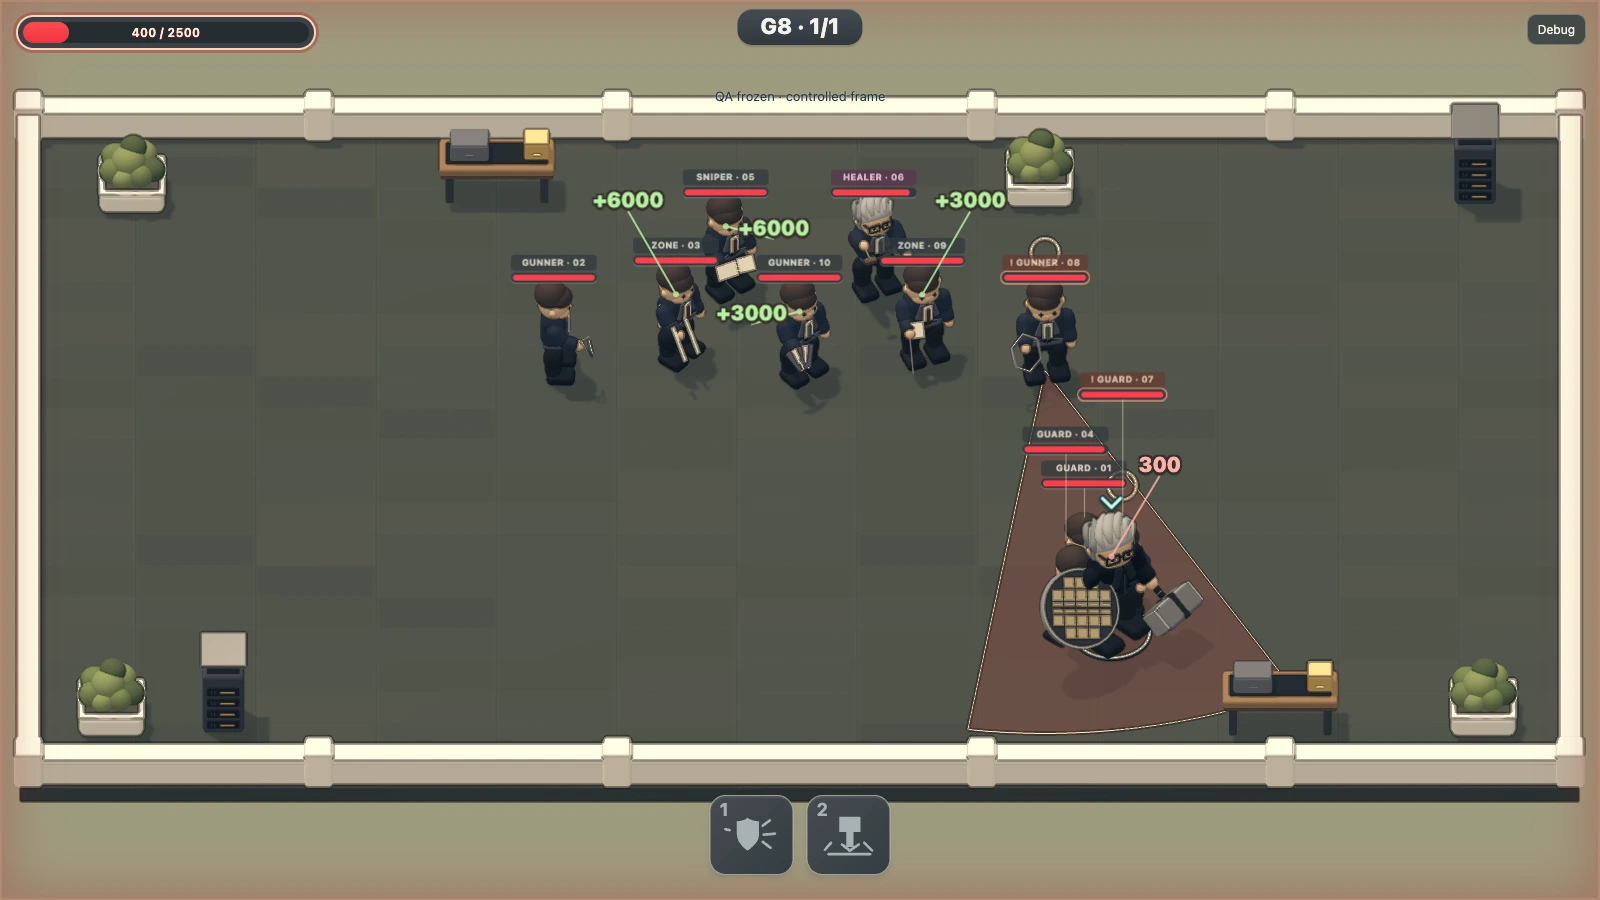 400 / 2500
G8 · 1/1
Debug
QA frozen · controlled-frame
SNIPER · 05
HEALER · 06
+6000
+3000
+6000
ZONE · 03
ZONE · 09
GUNNER · 02
GUNNER · 10
! GUNNER · 08
+3000
! GUARD · 07
GUARD · 04
GUARD · 01
300
1
2